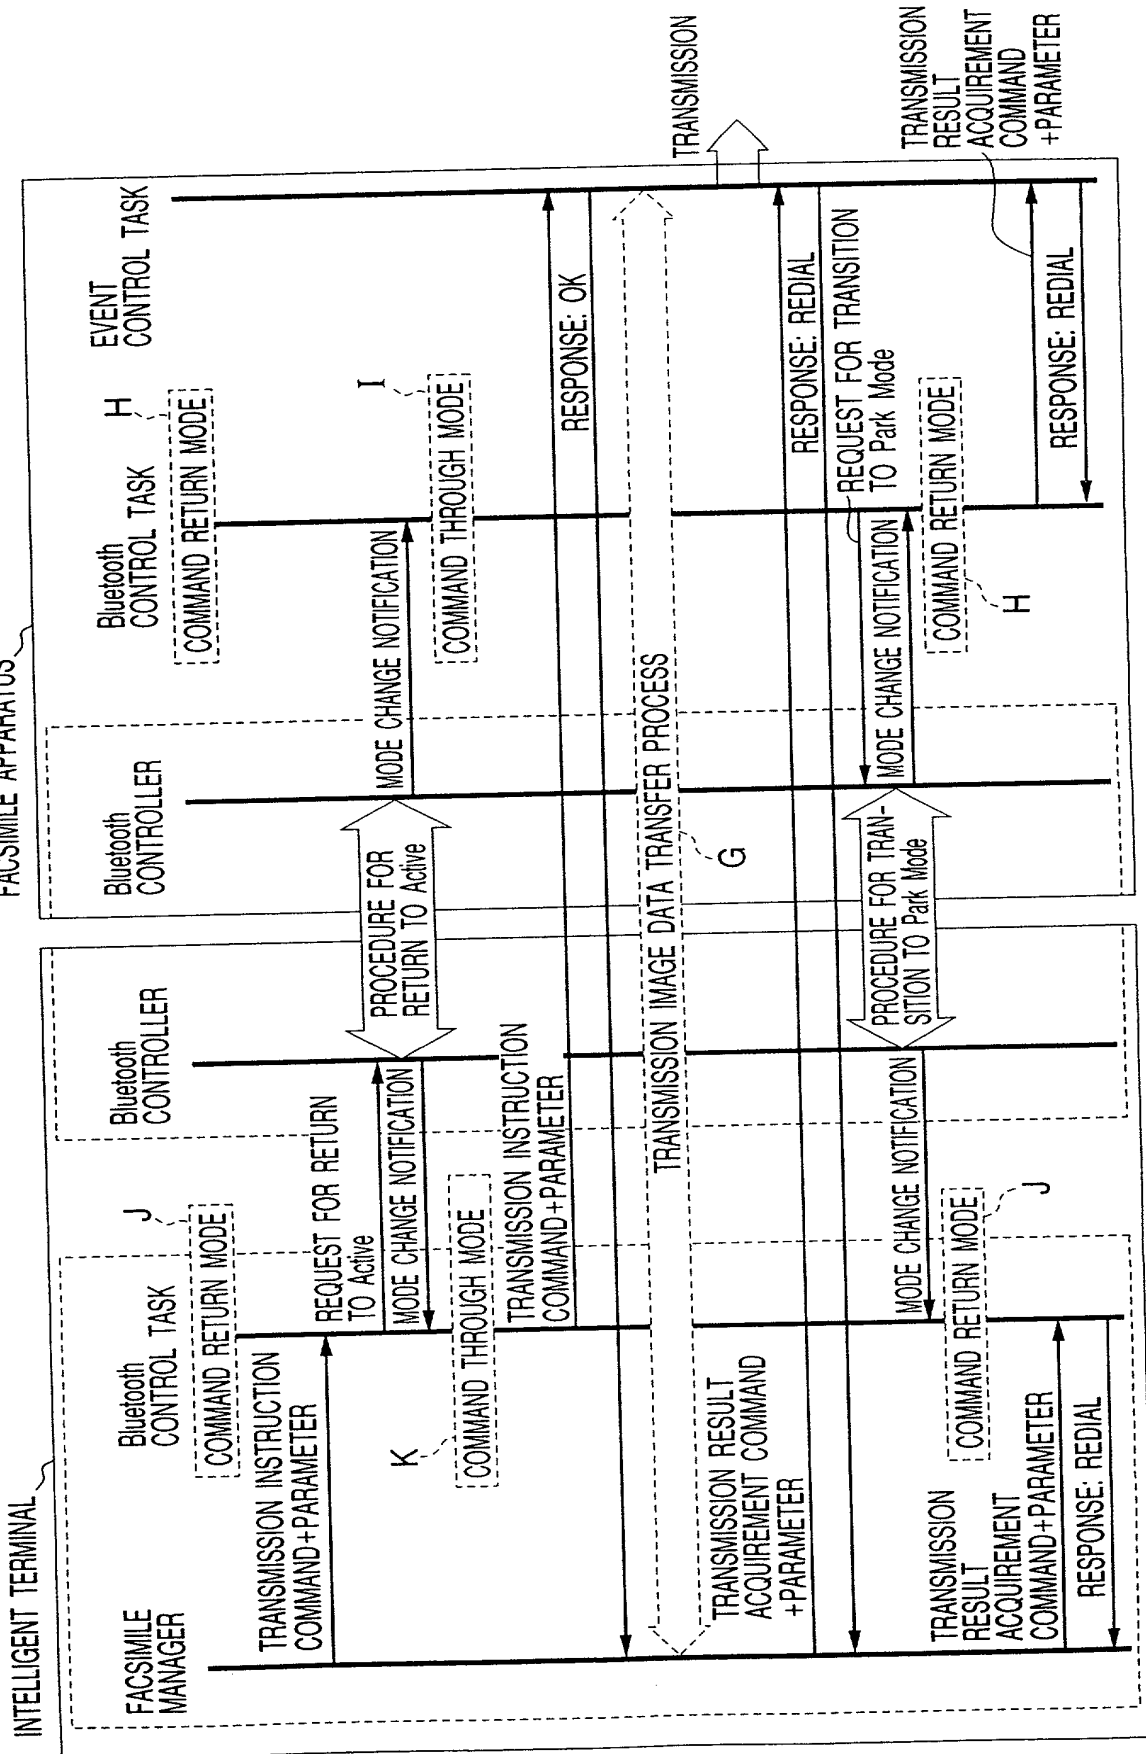 INTELLIGENT TERMINAL
FACSIMILE APPARATUS
FACSIMILE
MANAGER
Bluetooth
CONTROL TASK
Bluetooth
CONTROLLER
Bluetooth
CONTROLLER
Bluetooth
CONTROL TASK
EVENT
CONTROL TASK
J
COMMAND RETURN MODE
H
COMMAND RETURN MODE
TRANSMISSION INSTRUCTION
COMMAND+PARAMETER
REQUEST FOR RETURN
TO Active
PROCEDURE FOR
RETURN TO Active
MODE CHANGE NOTIFICATION
MODE CHANGE NOTIFICATION
K
COMMAND THROUGH MODE
I
COMMAND THROUGH MODE
TRANSMISSION INSTRUCTION
COMMAND+PARAMETER
RESPONSE: OK
TRANSMISSION IMAGE DATA TRANSFER PROCESS
G
TRANSMISSION
TRANSMISSION RESULT
ACQUIREMENT COMMAND
+PARAMETER
RESPONSE: REDIAL
REQUEST FOR TRANSITION
TO Park Mode
PROCEDURE FOR TRAN-
SITION TO Park Mode
MODE CHANGE NOTIFICATION
MODE CHANGE NOTIFICATION
COMMAND RETURN MODE
J
COMMAND RETURN MODE
H
TRANSMISSION
RESULT
ACQUIREMENT
COMMAND+PARAMETER
RESPONSE: REDIAL
TRANSMISSION
RESULT
ACQUIREMENT
COMMAND
+PARAMETER
RESPONSE: REDIAL